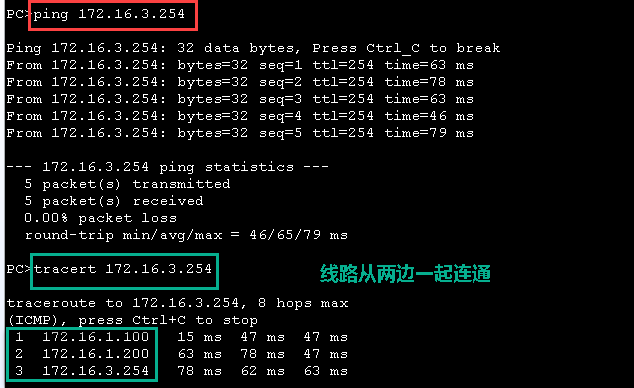 PC>ping 172.16.3.254
Ping 172.16.3.254: 32 data bytes, Press Ctrl_C to break
From 172.16.3.254: bytes=32 seq=1 ttl=254 time=63 ms
From 172.16.3.254: bytes=32 seq=2 ttl=254 time=78 ms
From 172.16.3.254: bytes=32 seq=3 ttl=254 time=63 ms
From 172.16.3.254: bytes=32 seq=4 ttl=254 time=46 ms
From 172.16.3.254: bytes=32 seq=5 ttl=254 time=79 ms
--- 172.16.3.254 ping statistics ---
5 packet(s) transmitted
5 packet(s) received
0.00% packet loss
round-trip min/avg/max = 46/65/79 ms
PC>tracert 172.16.3.254
线路从两边一起连通
traceroute to 172.16.3.254, 8 hops max
(ICMP), press Ctrl+C to stop
1 172.16.1.100 15 ms 47 ms 47 ms
2 172.16.1.200 63 ms 78 ms 47 ms
3 172.16.3.254 78 ms 62 ms 63 ms